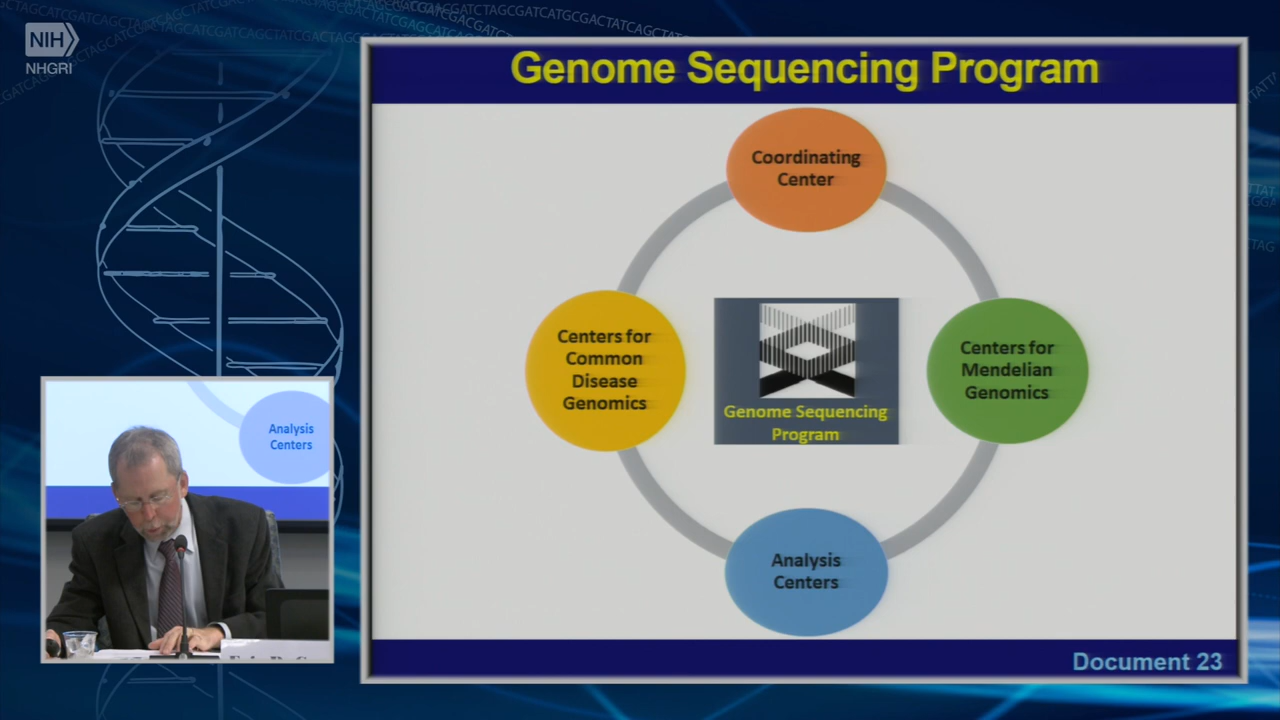 NIH
NHGRI
Genome Sequencing Program
Coordinating
Center
Centers for
Common
Disease
Genomics
Genome Sequencing
Program
Centers for
Mendelian
Genomics
Analysis
Centers
Analysis
Centers
Document 23